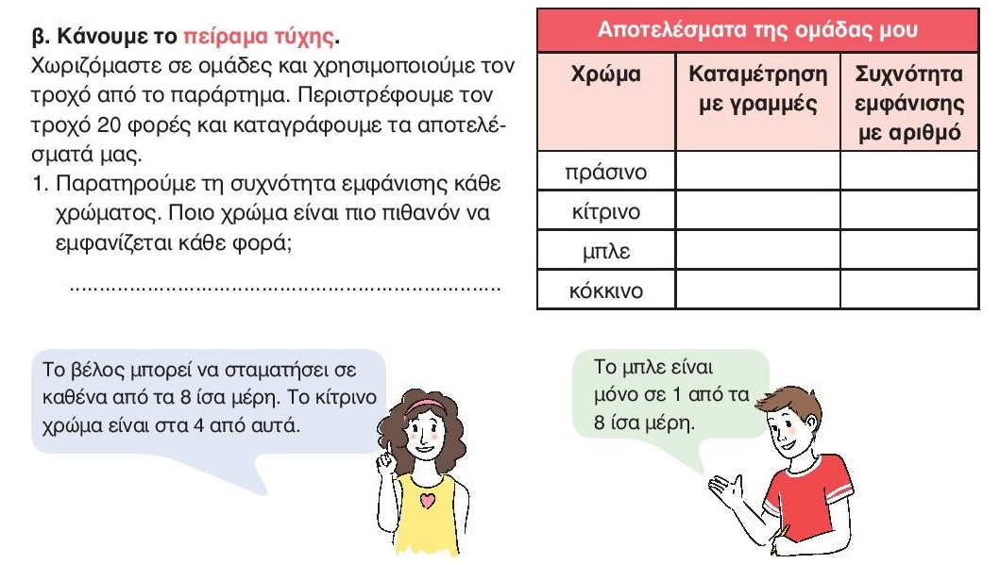 β. Κάνουμε το πείραμα τύχης.
Χωριζόμαστε σε ομάδες και χρησιμοποιούμε τον
τροχό από το παράρτημα. Περιστρέφουμε τον
τροχό 20 φορές και καταγράφουμε τα αποτελέ-
σματά μας.
1. Παρατηρούμε τη συχνότητα εμφάνισης κάθε
χρώματος. Ποιο χρώμα είναι πιο πιθανόν να
εμφανίζεται κάθε φορά;
..........................................................................
Αποτελέσματα της ομάδας μου
Χρώμα
Καταμέτρηση
με γραμμές
Συχνότητα
εμφάνισης
με αριθμό
πράσινο
κίτρινο
μπλε
κόκκινο
Το βέλος μπορεί να σταματήσει σε
καθένα από τα 8 ίσα μέρη. Το κίτρινο
χρώμα είναι στα 4 από αυτά.
Το μπλε είναι
μόνο σε 1 από τα
8 ίσα μέρη.